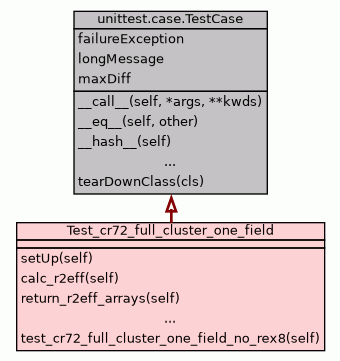 unittest.case.TestCase
failureException
longMessage
maxDiff
__call__(self, *args, **kwds)
__eq__(self, other)
__hash__(self)
...
tearDownClass(cls)
Test_cr72_full_cluster_one_field
setUp(self)
calc_r2eff(self)
return_r2eff_arrays(self)
...
test_cr72_full_cluster_one_field_no_rex8(self)